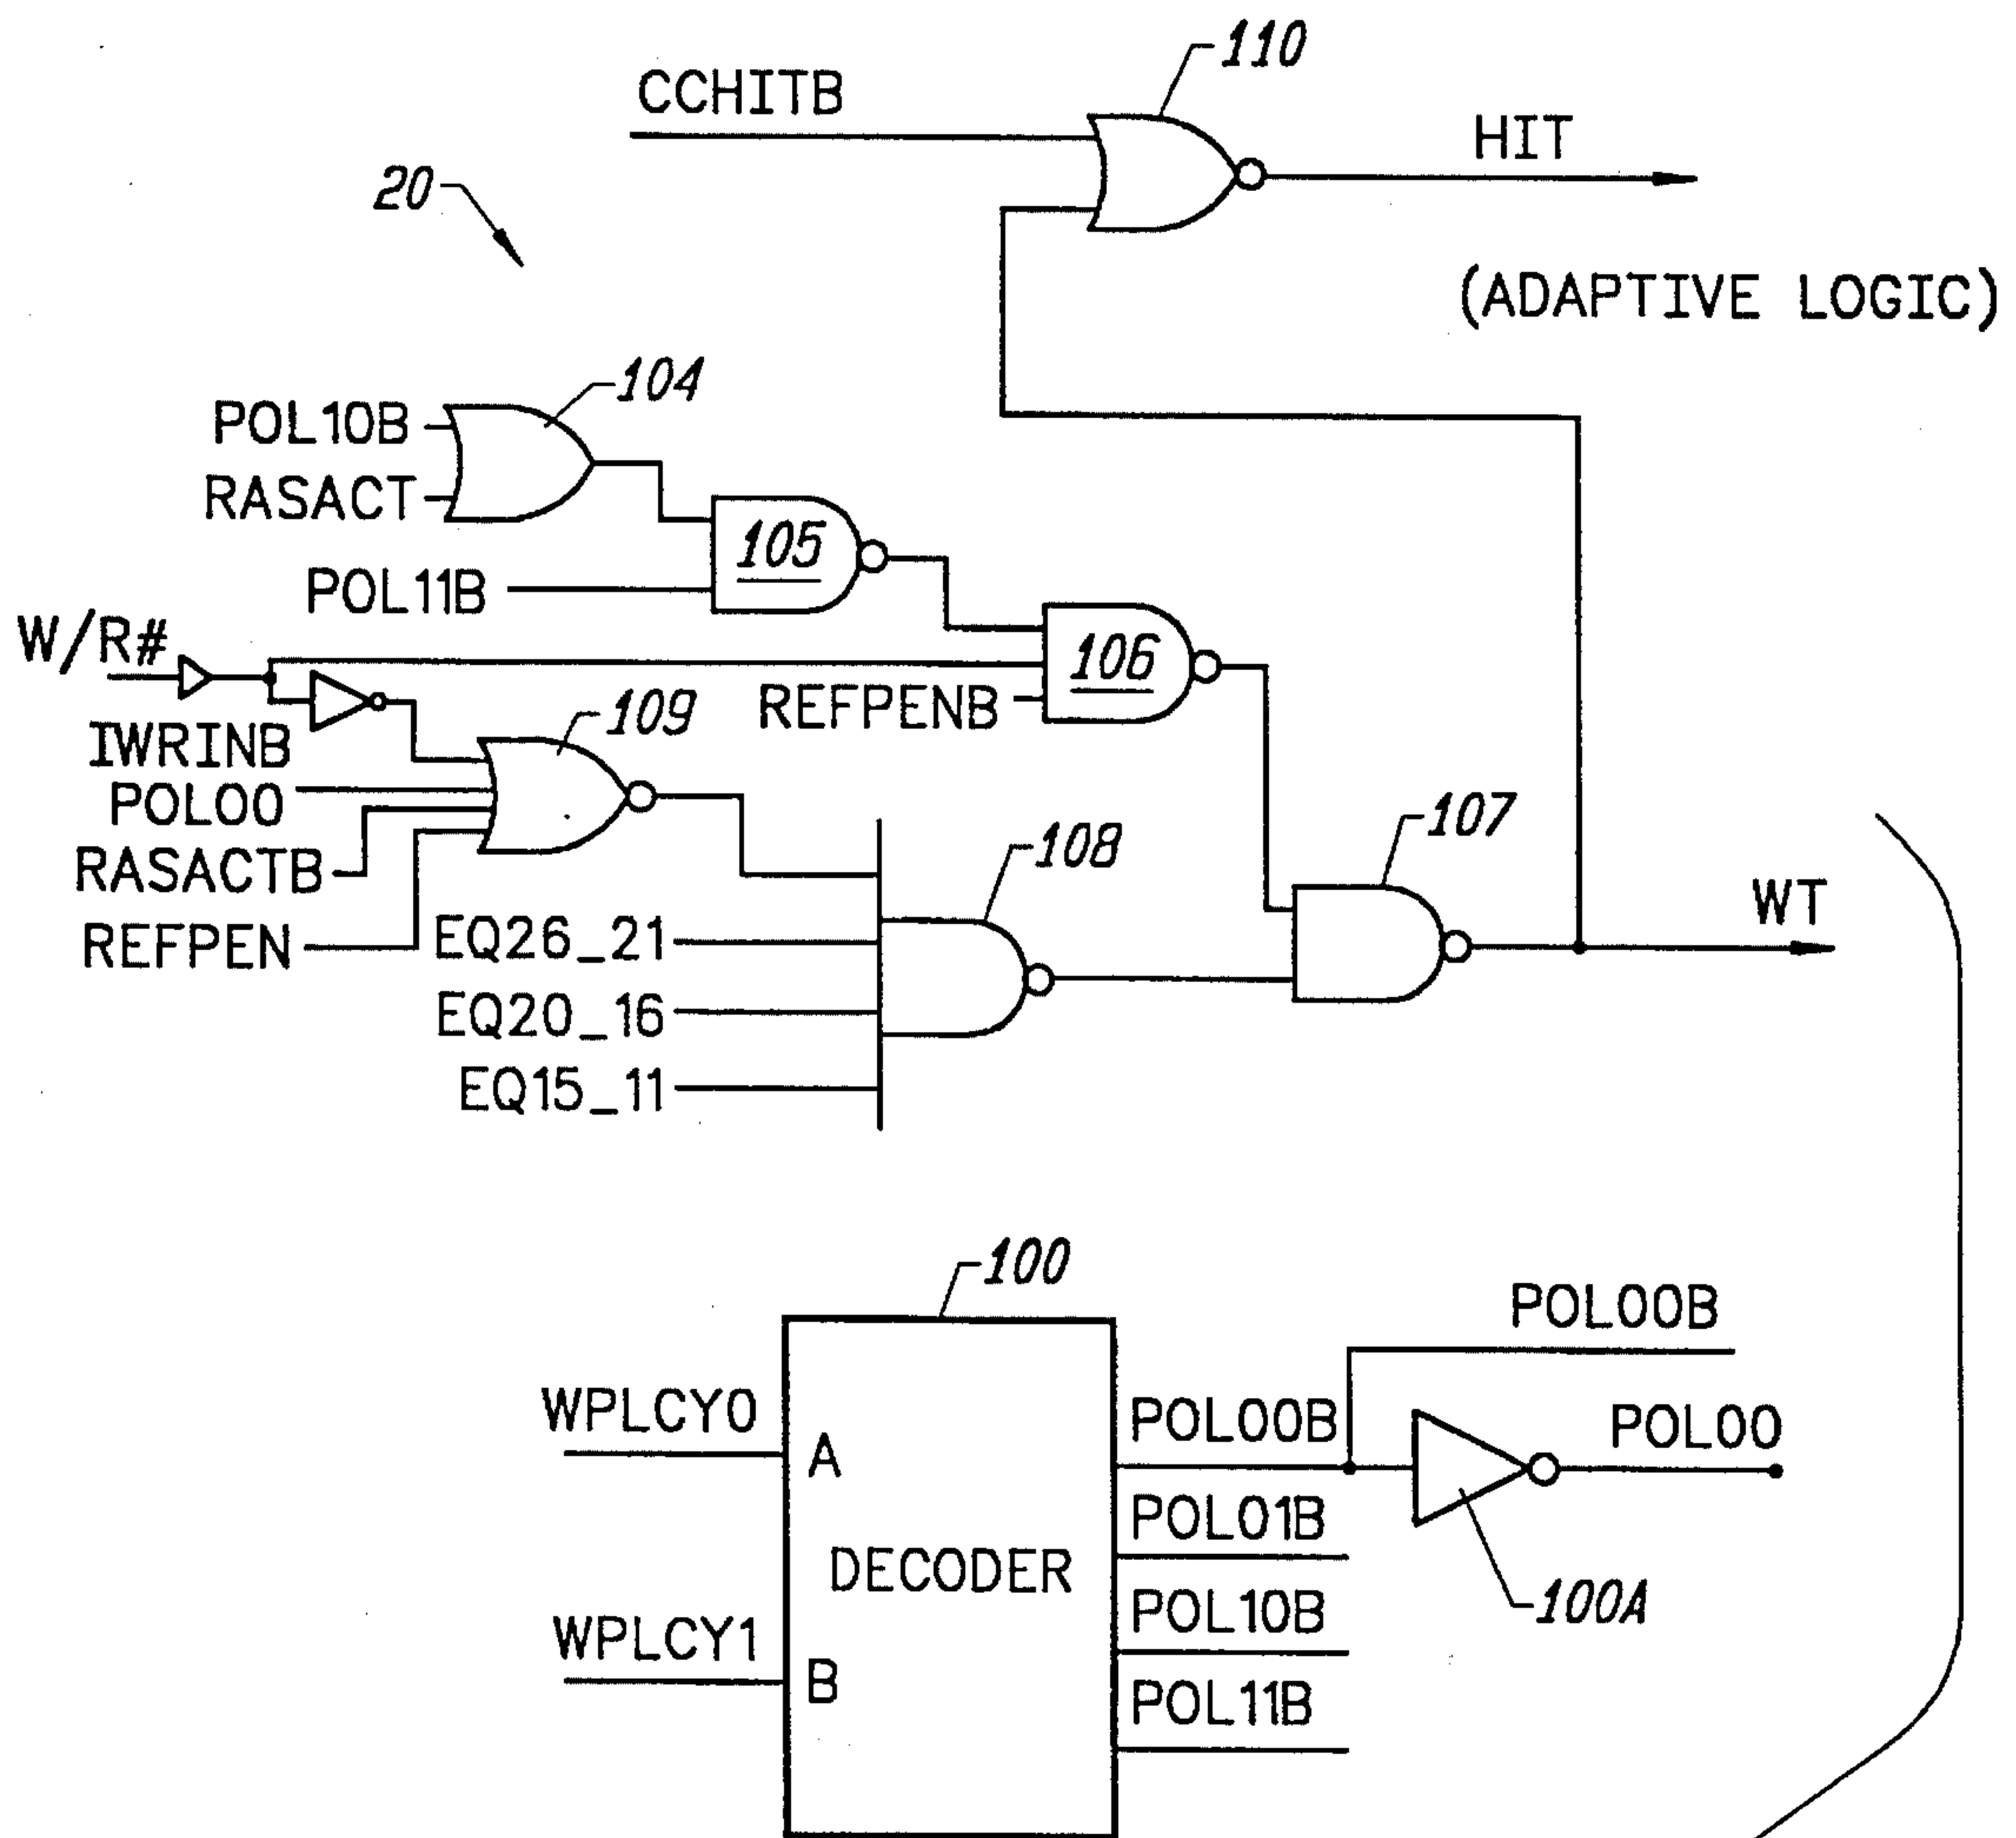 110
CCHITB
HIT
20
(ADAPTIVE LOGIC)
104
POL10B
RASACT
105
POL11B
W/R#
106
REFPENB
109
IWRINB
POL00
RASACTB
REFPEN
108
107
WT
EQ26_21
EQ20_16
EQ15_11
100
POL00B
WPLCY0
A
POL00B
POL00
POL01B
DECODER
POL10B
100A
WPLCY1
B
POL11B